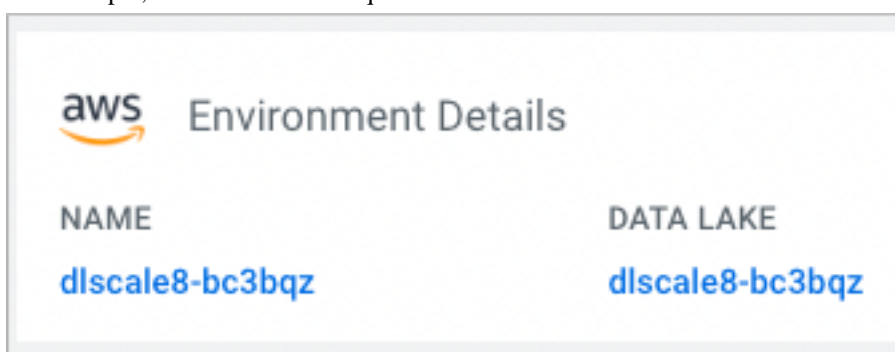 aws Environment Details
NAME DATA LAKE
dlscale8-bc3bqz dlscale8-bc3bqz